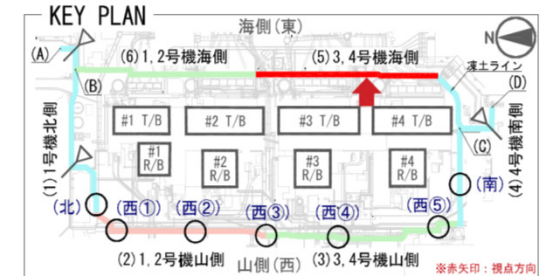 KEY PLAN
海側(東)
N
(A)
(6)1,2号機海側
(5)3,4号機海側
凍土ライン
(D)
(B)
#1 T/B
#2 T/B
#3 T/B
#4 T/B
(C)
(1)1号機北側
#1
R/B
#2
R/B
#3
R/B
#4
R/B
(4)4号機南側
(北)
(西①)
(西②)
(西③)
(西④)
(西⑤)
(南)
(2)1,2号機山側
(3)3,4号機山側
山側(西)
※赤矢印：視点方向